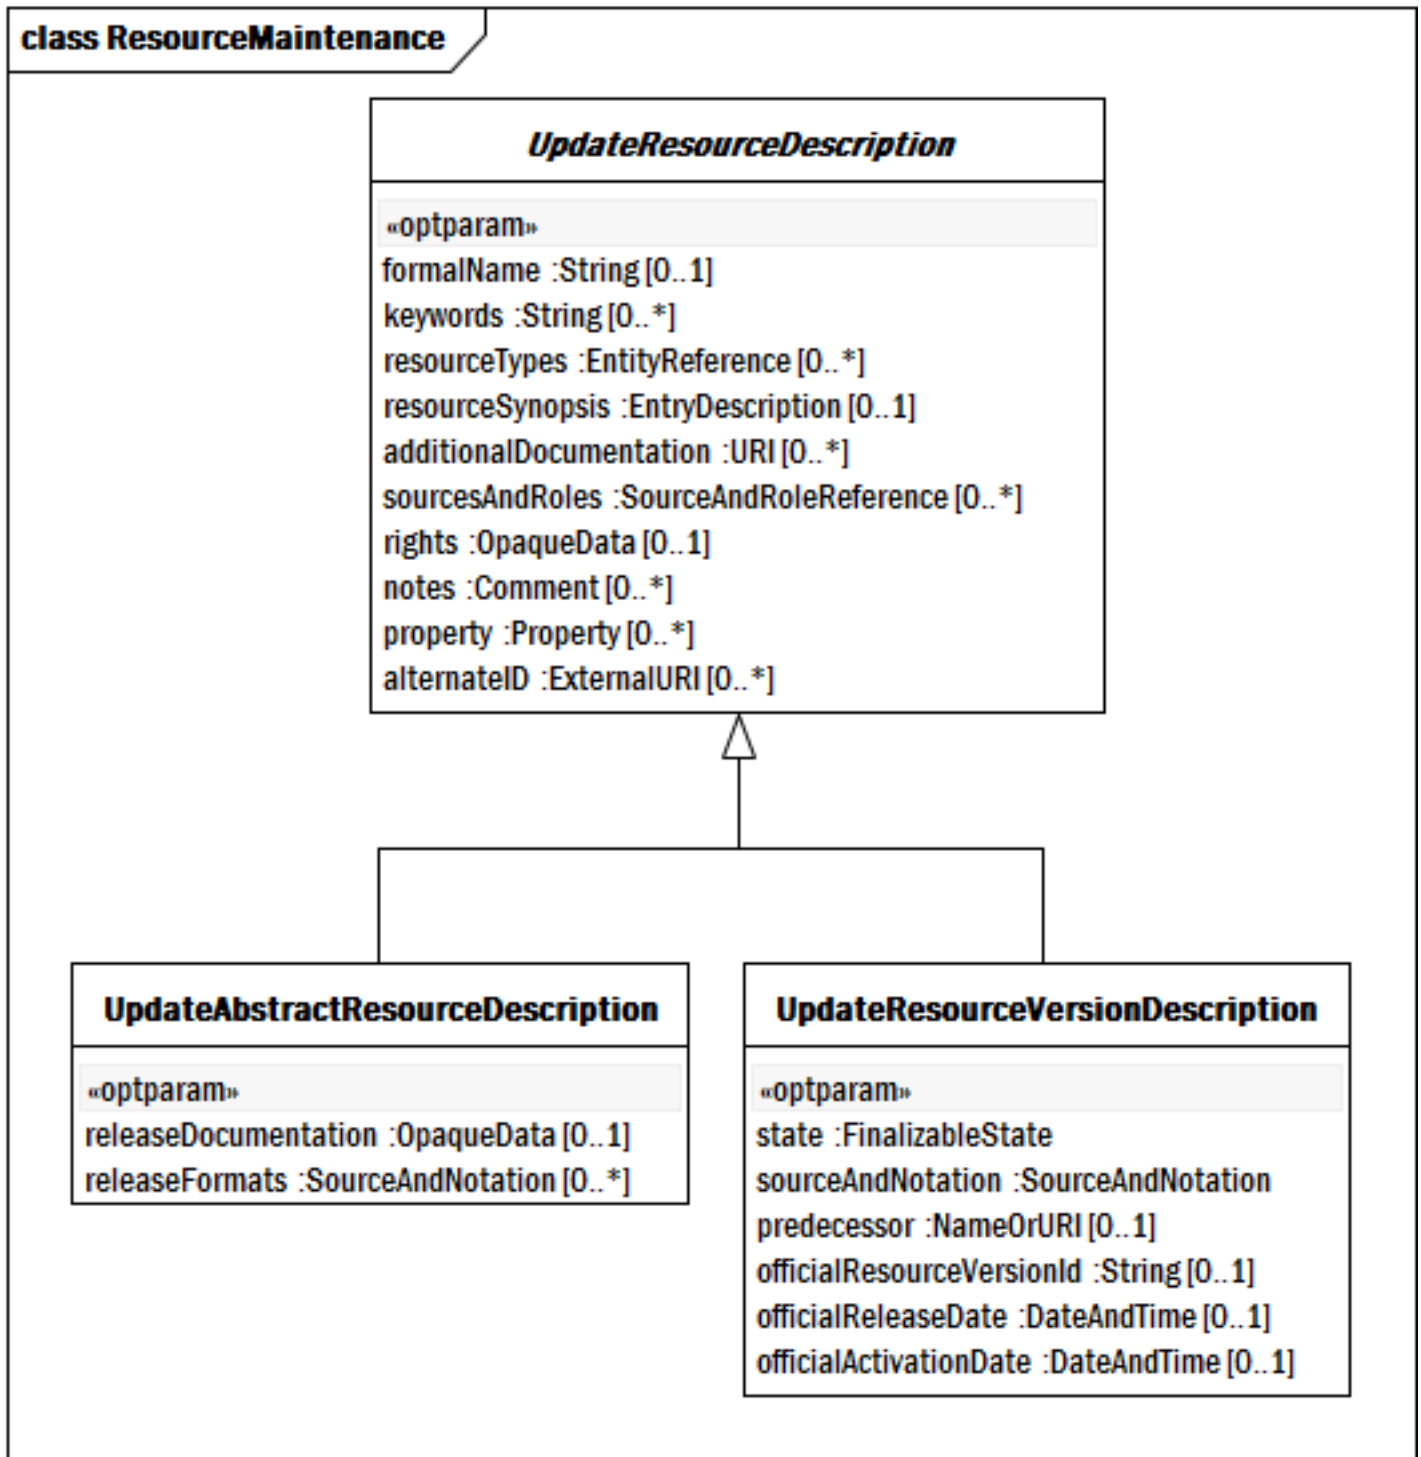 class ResourceMaintenance
UpdateResourceDescription
«optparam»
formalName :String [0..1]
keywords :String [0..*]
resourceTypes :EntityReference [0..*]
resourceSynopsis :EntryDescription [0..1]
additionalDocumentation :URI [0..*]
sourcesAndRoles :SourceAndRoleReference [0..*]
rights :OpaqueData [0..1]
notes :Comment [0..*]
property :Property [0..*]
alternateID :ExternalURI [0..*]
UpdateAbstractResourceDescription
«optparam»
releaseDocumentation :OpaqueData [0..1]
releaseFormats :SourceAndNotation [0..*]
UpdateResourceVersionDescription
«optparam»
state :FinalizableState
sourceAndNotation :SourceAndNotation
predecessor :NameOrURI [0..1]
officialResourceVersionId :String [0..1]
officialReleaseDate :DateAndTime [0..1]
officialActivationDate :DateAndTime [0..1]